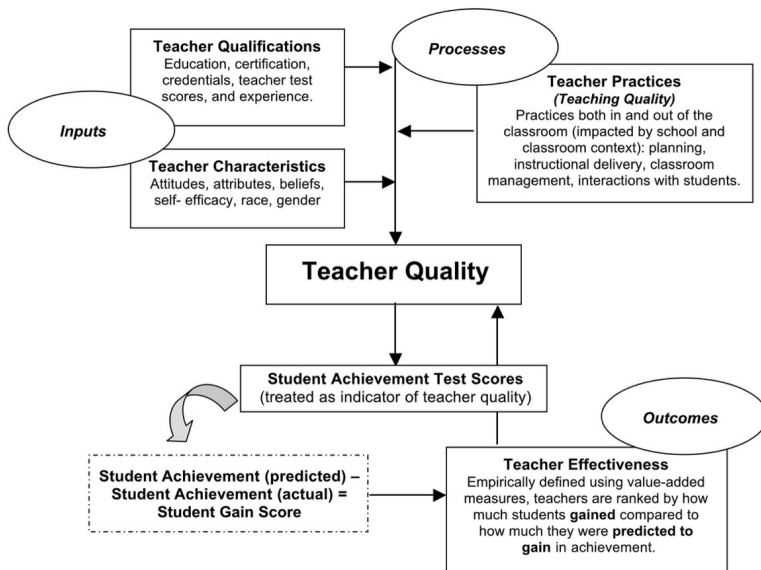 Teacher Qualifications
Education, certification,
credentials, teacher test
scores, and experience.
Processes
Teacher Practices
(Teaching Quality)
Practices both in and out of the
classroom (impacted by school and
classroom context): planning,
instructional delivery, classroom
management, interactions with students.
Inputs
Teacher Characteristics
Attitudes, attributes, beliefs,
self- efficacy, race, gender
Teacher Quality
Student Achievement Test Scores
(treated as indicator of teacher quality)
Outcomes
Student Achievement (predicted) –
Student Achievement (actual) =
Student Gain Score
Teacher Effectiveness
Empirically defined using value-added
measures, teachers are ranked by how
much students gained compared to
how much they were predicted to
gain in achievement.